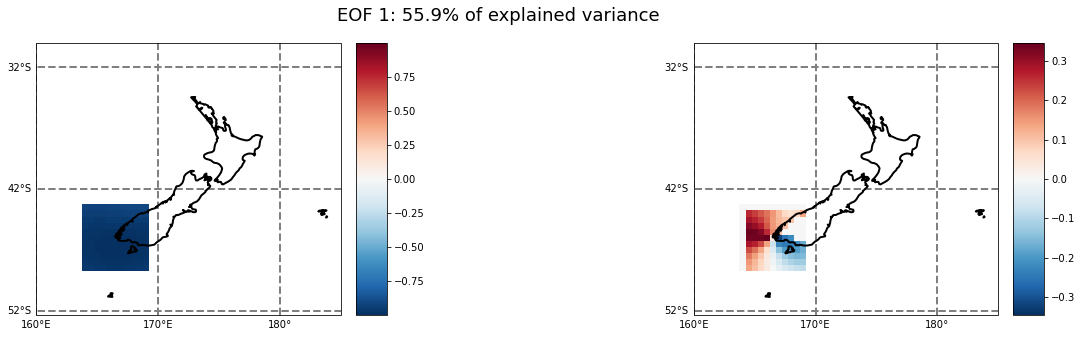 EOF 1: 55.9% of explained variance
32°S
42°S
52°S
160°E
170°E
180°
0.75
0.50
0.25
0.00
−0.25
−0.50
−0.75
32°S
42°S
52°S
160°E
170°E
180°
0.3
0.2
0.1
0.0
−0.1
−0.2
−0.3